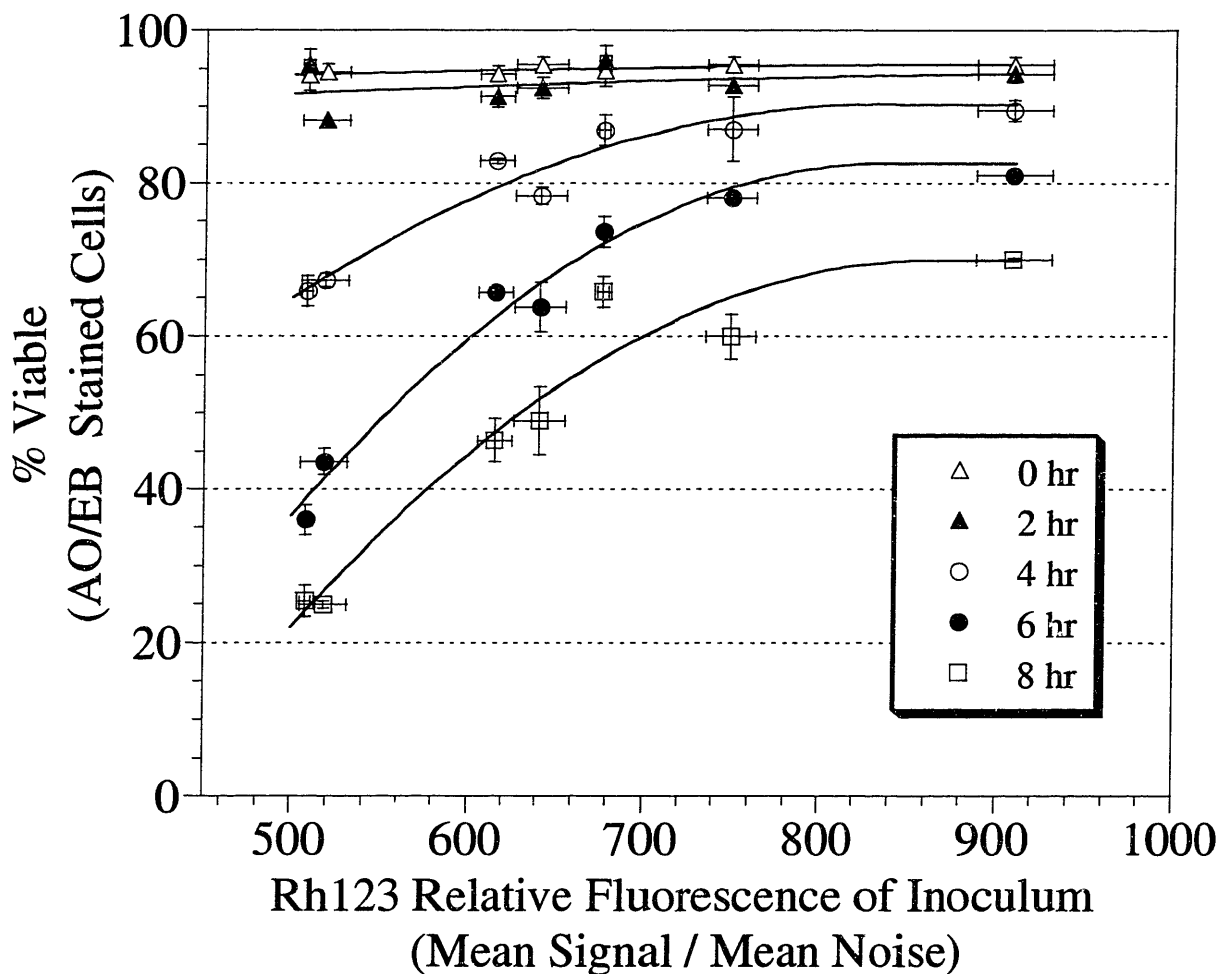 % Viable
(AO/EB Stained Cells)
100
80
60
40
20
0
0 hr
2 hr
4 hr
6 hr
8 hr
500 600 700 800 900 1000
Rh123 Relative Fluorescence of Inoculum
(Mean Signal / Mean Noise)